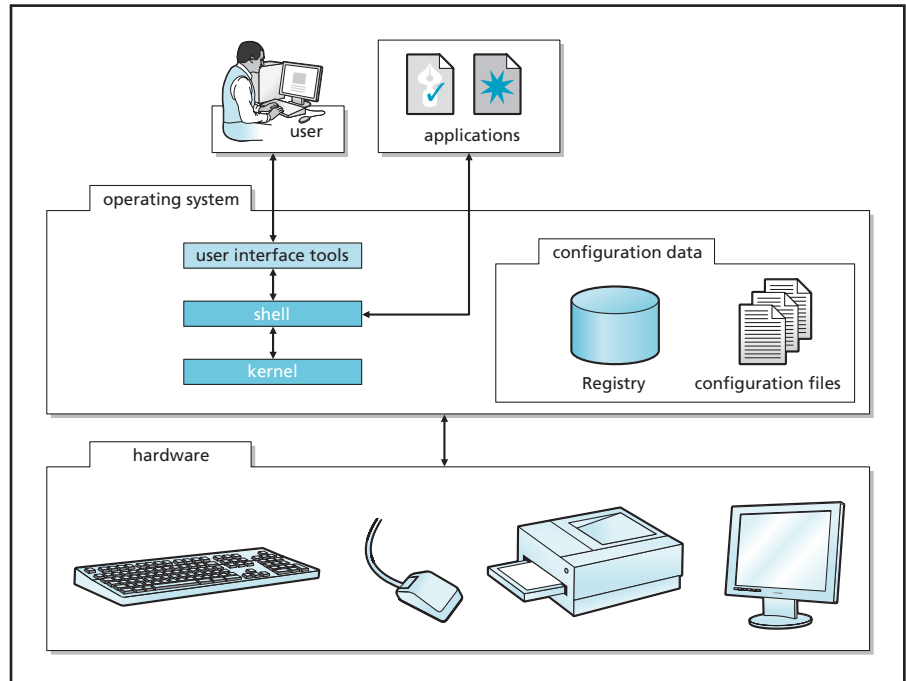 user
applications
operating system
user interface tools
configuration data
shell
kernel
Registry
configuration files
hardware